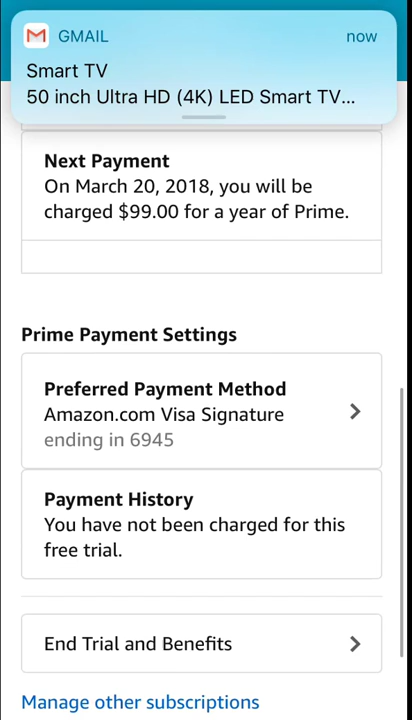 GMAIL now
Smart TV
50 inch Ultra HD (4K) LED Smart TV...
Next Payment
On March 20, 2018, you will be
charged $99.00 for a year of Prime.
Prime Payment Settings
Preferred Payment Method
Amazon.com Visa Signature
ending in 6945
Payment History
You have not been charged for this
free trial.
End Trial and Benefits
Manage other subscriptions